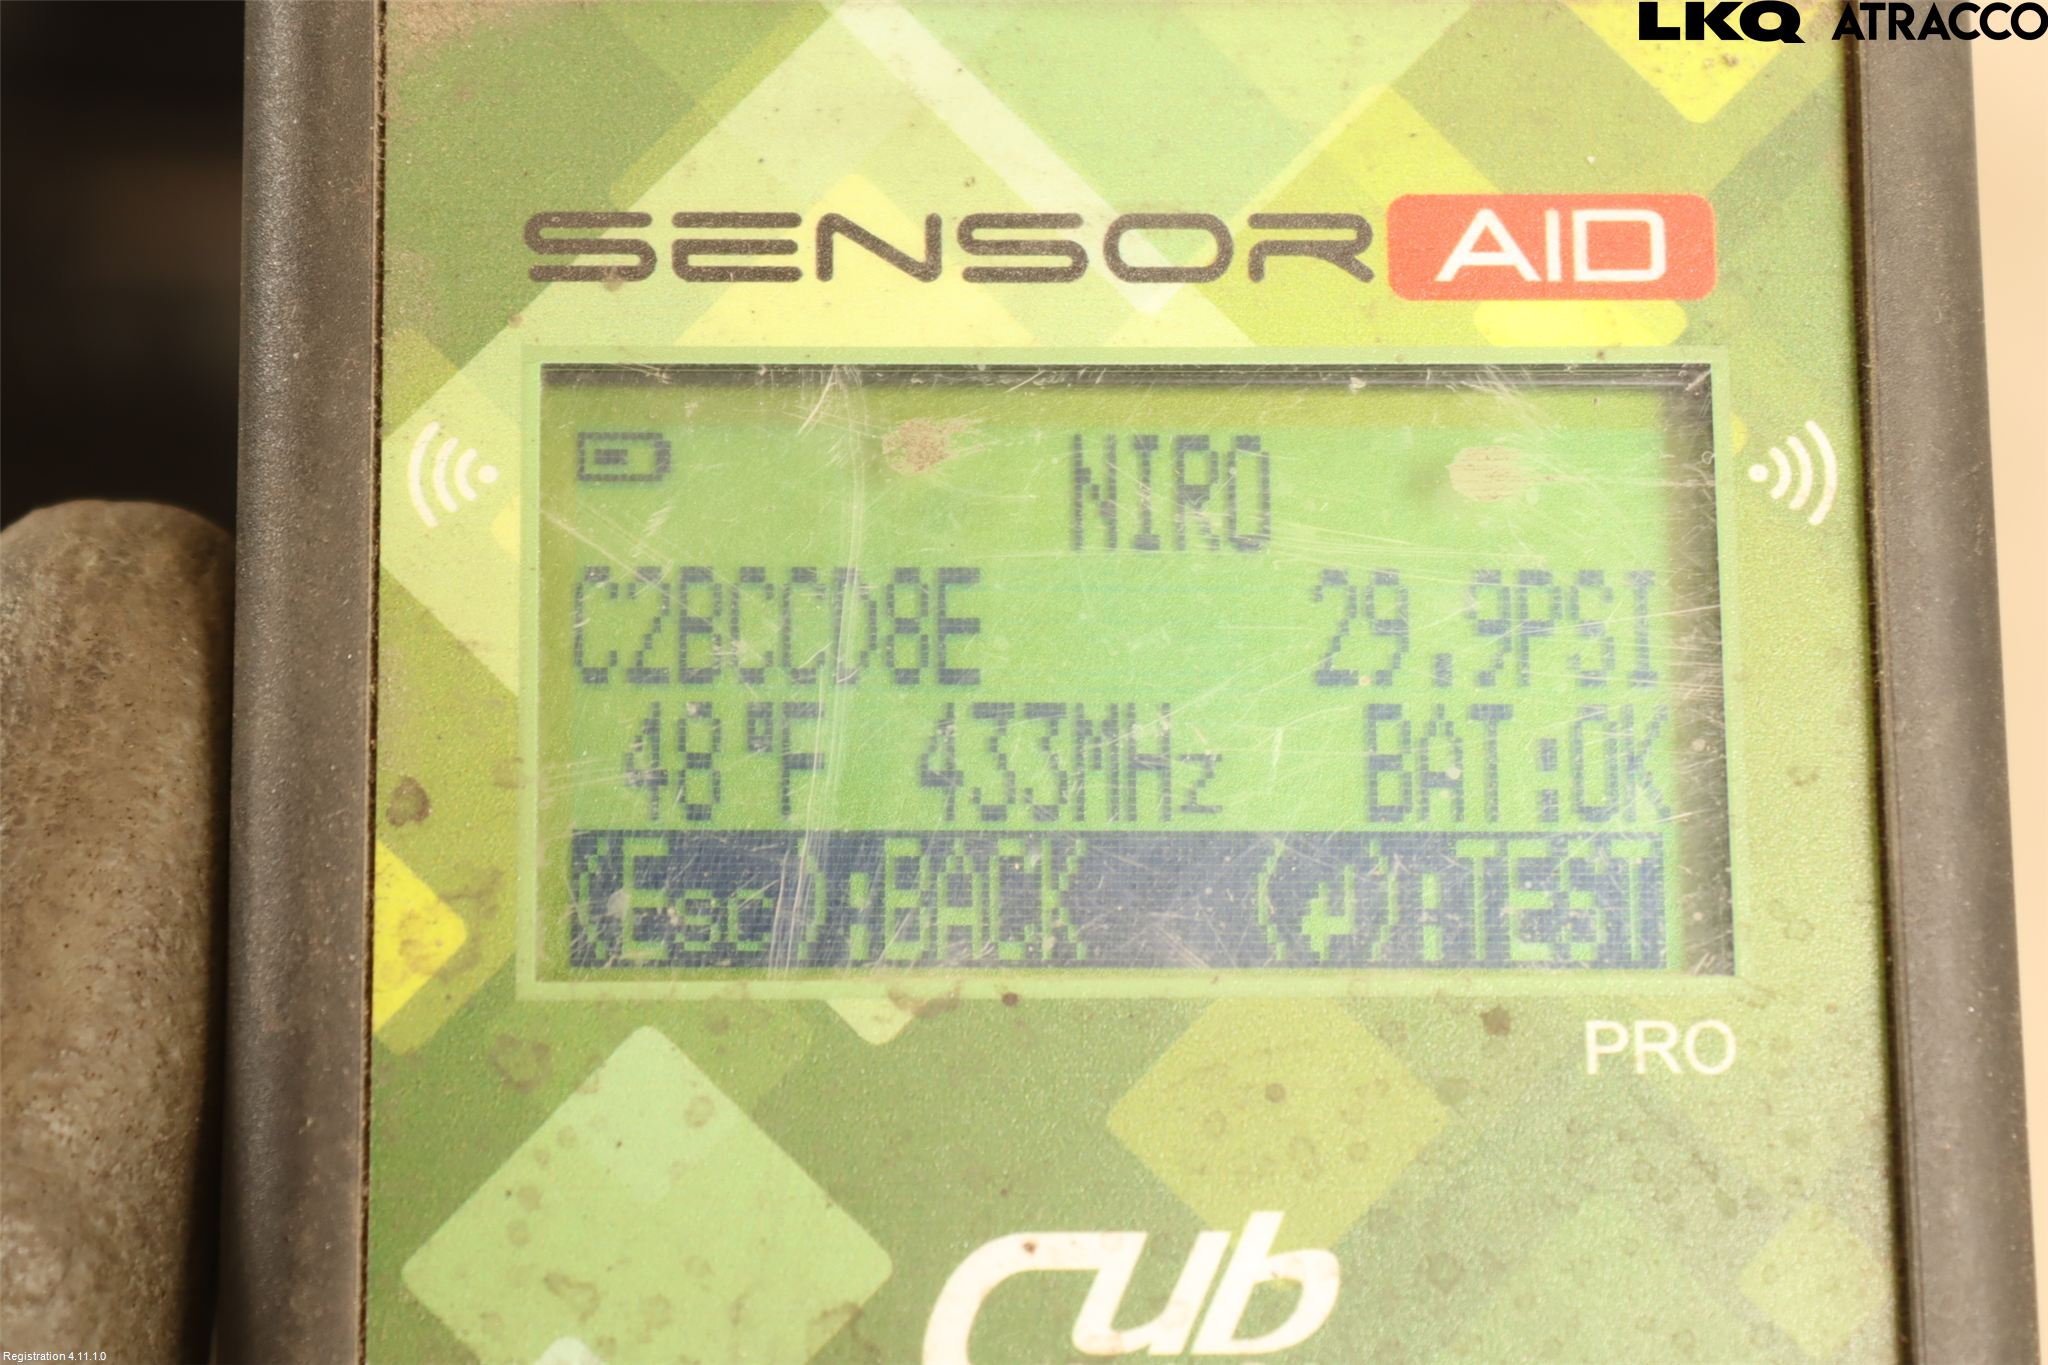 LKQ ATRACCO
SENSOR AID
NIRO
C2BCCD8E 29.9PSI
48°F 433MHz BAT:OK
(Esc):BACK (↲):TEST
PRO
cub
Registration 4.11.1.0